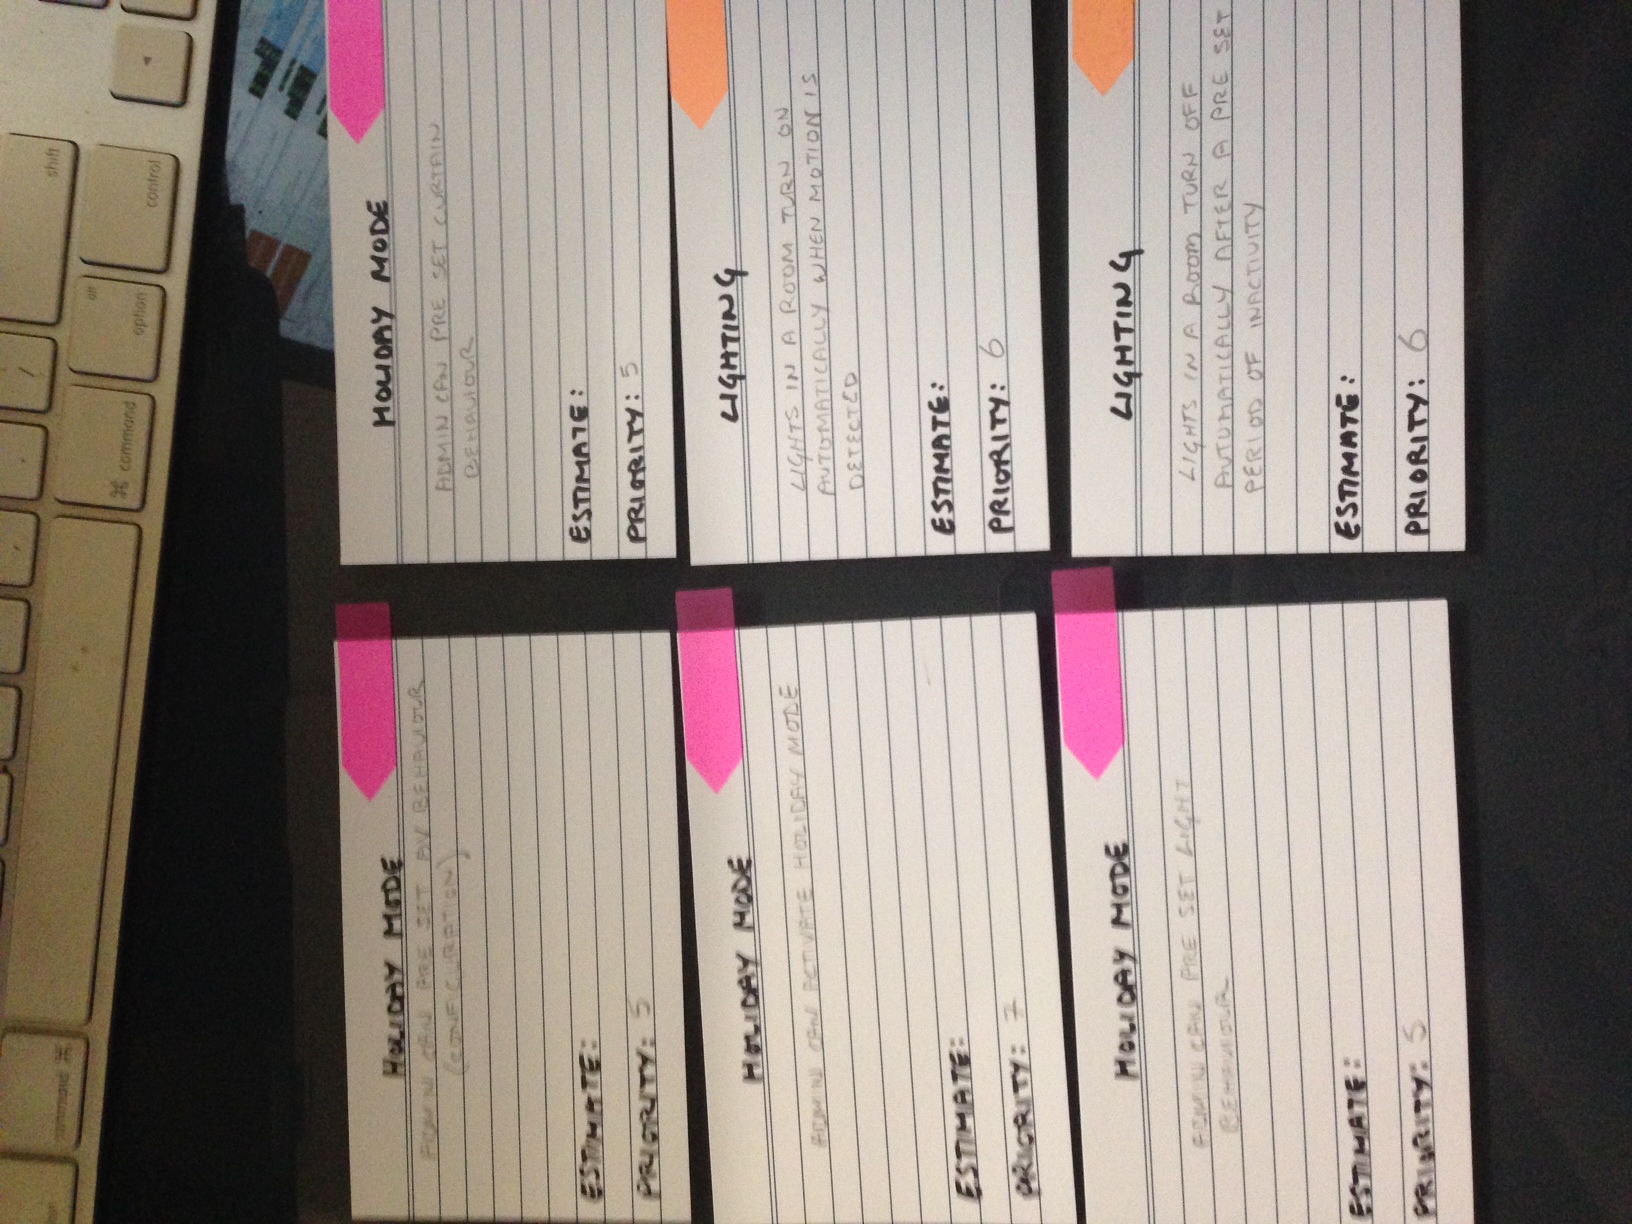 command ⌘
⌘ command
alt
option
shift
control
HOLIDAY MODE
ADMIN CAN PRE SET AV BEHAVIOUR
(CONFIGURATION)
ESTIMATE:
PRIORITY: 5
HOLIDAY MODE
ADMIN CAN PRE SET CURTAIN
BEHAVIOUR
ESTIMATE:
PRIORITY: 5
HOLIDAY MODE
ADMIN CAN ACTIVATE HOLIDAY MODE
ESTIMATE:
PRIORITY: 7
LIGHTING
LIGHTS IN A ROOM TURN ON
AUTOMATICALLY WHEN MOTION IS
DETECTED
ESTIMATE:
PRIORITY: 6
HOLIDAY MODE
ADMIN CAN PRE SET LIGHT
BEHAVIOUR
ESTIMATE:
PRIORITY: 5
LIGHTING
LIGHTS IN A ROOM TURN OFF
AUTOMATICALLY AFTER A PRE SET
PERIOD OF INACTIVITY
ESTIMATE:
PRIORITY: 6